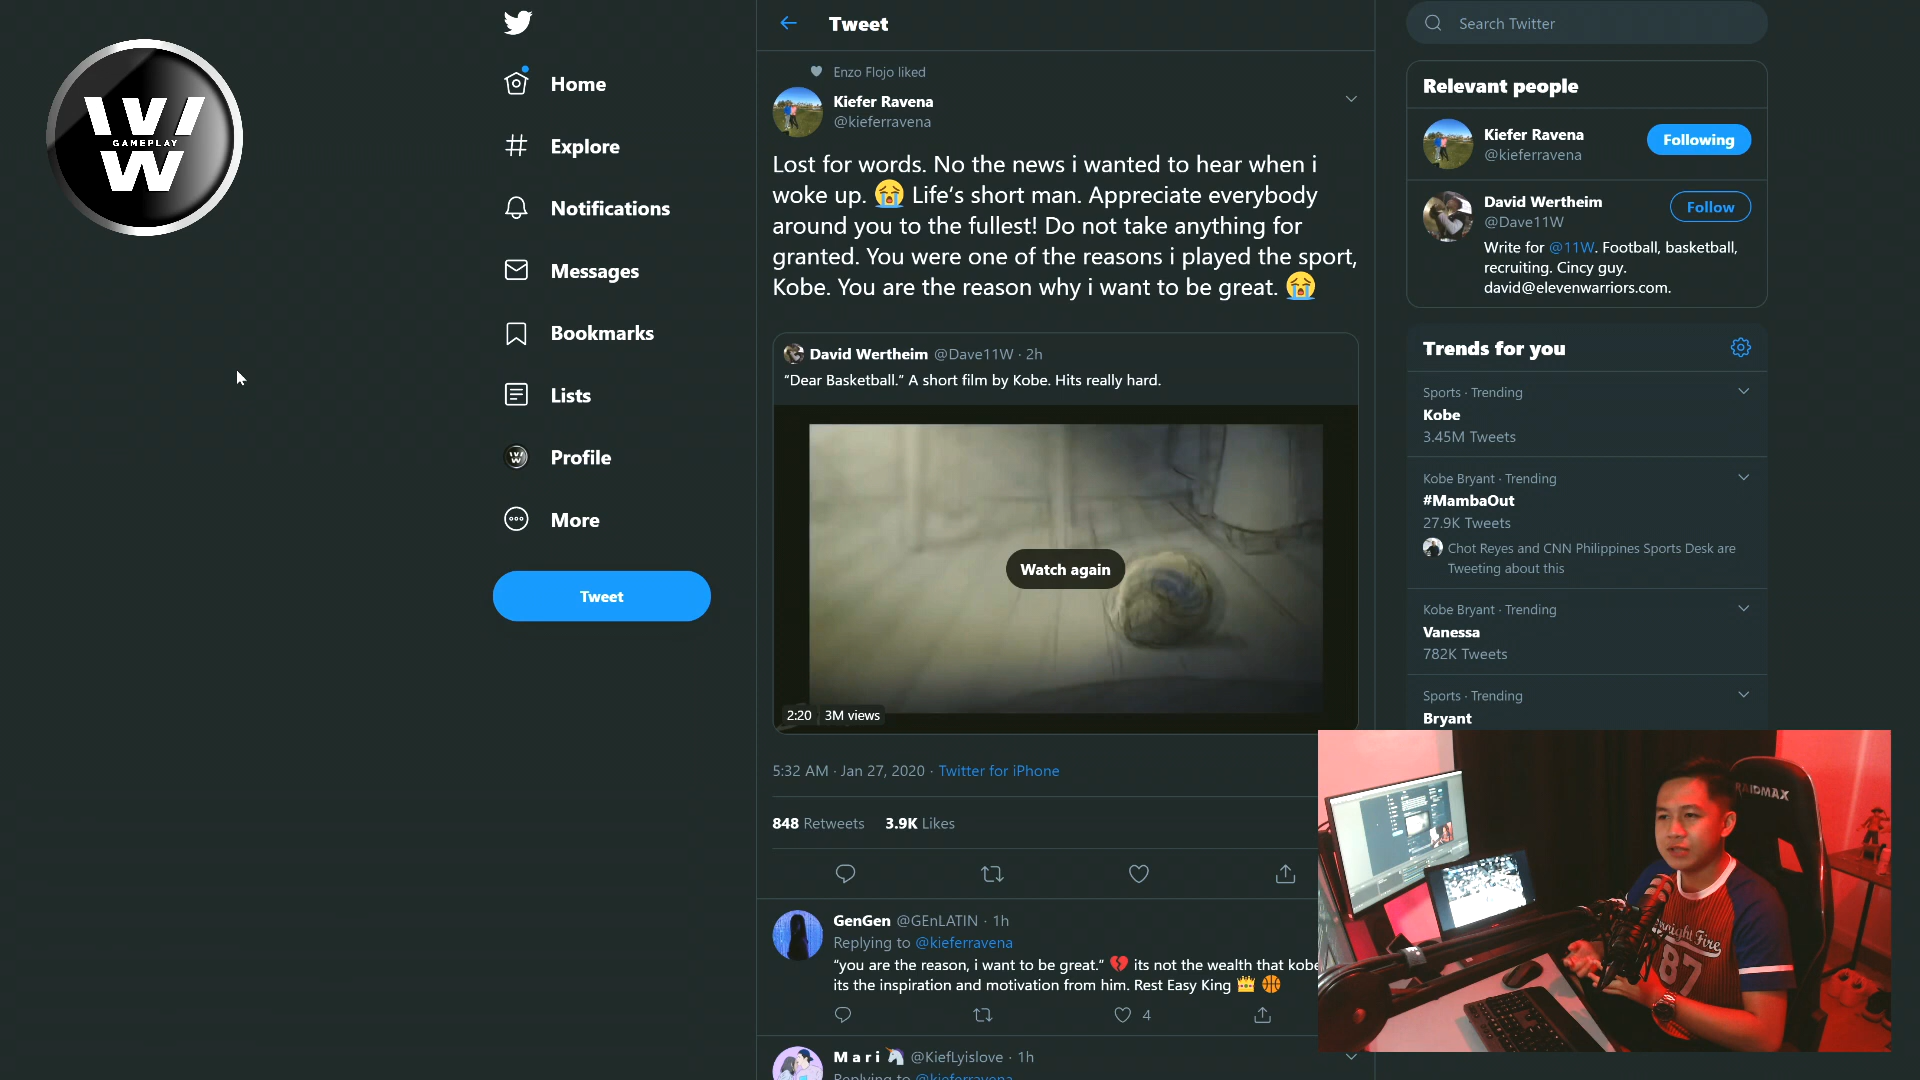 W
GAMEPLAY
W
Home
Explore
Notifications
Messages
Bookmarks
Lists
Profile
More
Tweet
Tweet
Enzo Flojo liked
Kiefer Ravena
@kieferravena
Lost for words. No the news i wanted to hear when i
woke up. 😭 Life's short man. Appreciate everybody
around you to the fullest! Do not take anything for
granted. You were one of the reasons i played the sport,
Kobe. You are the reason why i want to be great. 😭
David Wertheim @Dave11W · 2h
“Dear Basketball.” A short film by Kobe. Hits really hard.
Watch again
2:20 3M views
5:32 AM · Jan 27, 2020 · Twitter for iPhone
848 Retweets 3.9K Likes
GenGen @GEnLATIN · 1h
Replying to @kieferravena
“you are the reason, i want to be great.” 💔 its not the wealth that kobe
its the inspiration and motivation from him. Rest Easy King 👑 🏀
4
M a r i 🦄 @KiefLyislove · 1h
Replying to @kieferravena
Search Twitter
Relevant people
Kiefer Ravena
@kieferravena
Following
David Wertheim
@Dave11W
Follow
Write for @11W. Football, basketball,
recruiting. Cincy guy.
david@elevenwarriors.com.
Trends for you
Sports · Trending
Kobe
3.45M Tweets
Kobe Bryant · Trending
#MambaOut
27.9K Tweets
Chot Reyes and CNN Philippines Sports Desk are
Tweeting about this
Kobe Bryant · Trending
Vanessa
782K Tweets
Sports · Trending
Bryant
RAIDMAX
87